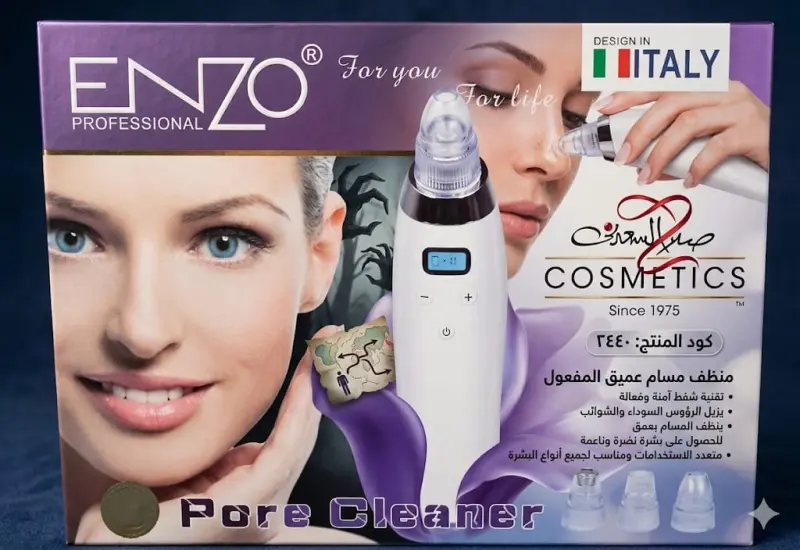 ENZO®
PROFESSIONAL
For you
For life
DESIGN IN
ITALY
COSMETICS
Since 1975
TM
كود المنتج: ٢٤٤٠
منظف مسام عميق المفعول
• تقنية شفط آمنة وفعالة
• يزيل الرؤوس السوداء والشوائب
• ينظف المسام بعمق
للحصول على بشرة نضرة وناعمة
• متعدد الاستخدامات ومناسب لجميع أنواع البشرة
Pore Cleaner